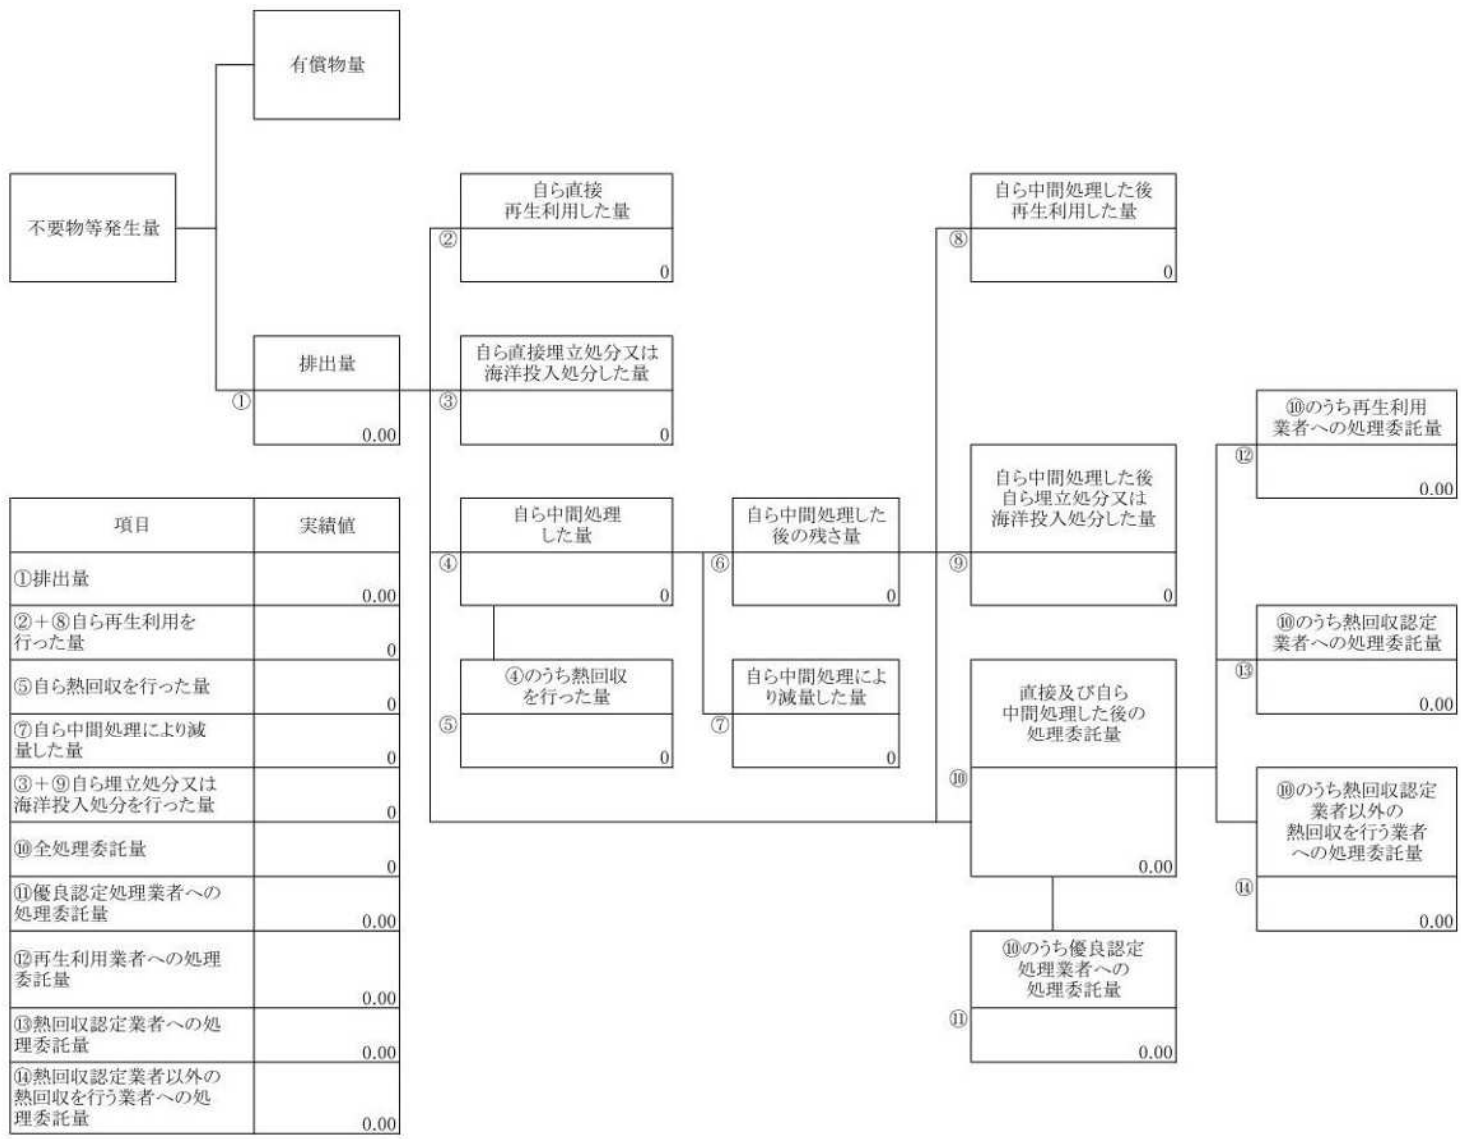 有償物量
不要物等発生量
自ら直接
再生利用した量
②
0
自ら中間処理した後
再生利用した量
⑧
0
排出量
①
0.00
自ら直接埋立処分又は
海洋投入処分した量
③
0
⑩のうち再生利用
業者への処理委託量
⑫
0.00
自ら中間処理
した量
④
0
自ら中間処理した
後の残さ量
⑥
0
自ら中間処理した後
自ら埋立処分又は
海洋投入処分した量
⑨
0
⑩のうち熱回収認定
業者への処理委託量
⑬
0.00
④のうち熱回収
を行った量
⑤
0
自ら中間処理によ
り減量した量
⑦
0
直接及び自ら
中間処理した後の
処理委託量
⑩
0.00
⑩のうち熱回収認定
業者以外の
熱回収を行う業者
への処理委託量
⑭
0.00
⑩のうち優良認定
処理業者への
処理委託量
⑪
0.00
項目
実績値
①排出量
0.00
②+⑧自ら再生利用を
行った量
0
⑤自ら熱回収を行った量
0
⑦自ら中間処理により減
量した量
0
③+⑨自ら埋立処分又は
海洋投入処分を行った量
0
⑩全処理委託量
0
⑪優良認定処理業者への
処理委託量
0.00
⑫再生利用業者への処理
委託量
0.00
⑬熱回収認定業者への処
理委託量
0.00
⑭熱回収認定業者以外の
熱回収を行う業者への処
理委託量
0.00